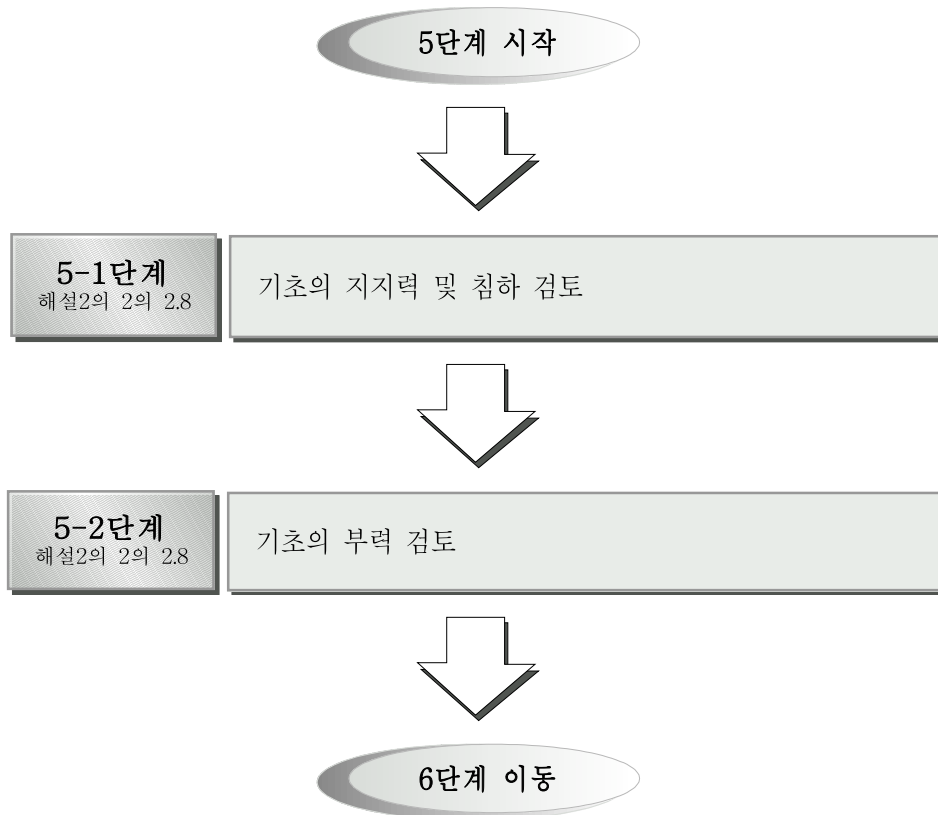 5단계 시작
5-1단계
해설2의 2의 2.8
기초의 지지력 및 침하 검토
5-2단계
해설2의 2의 2.8
기초의 부력 검토
6단계 이동